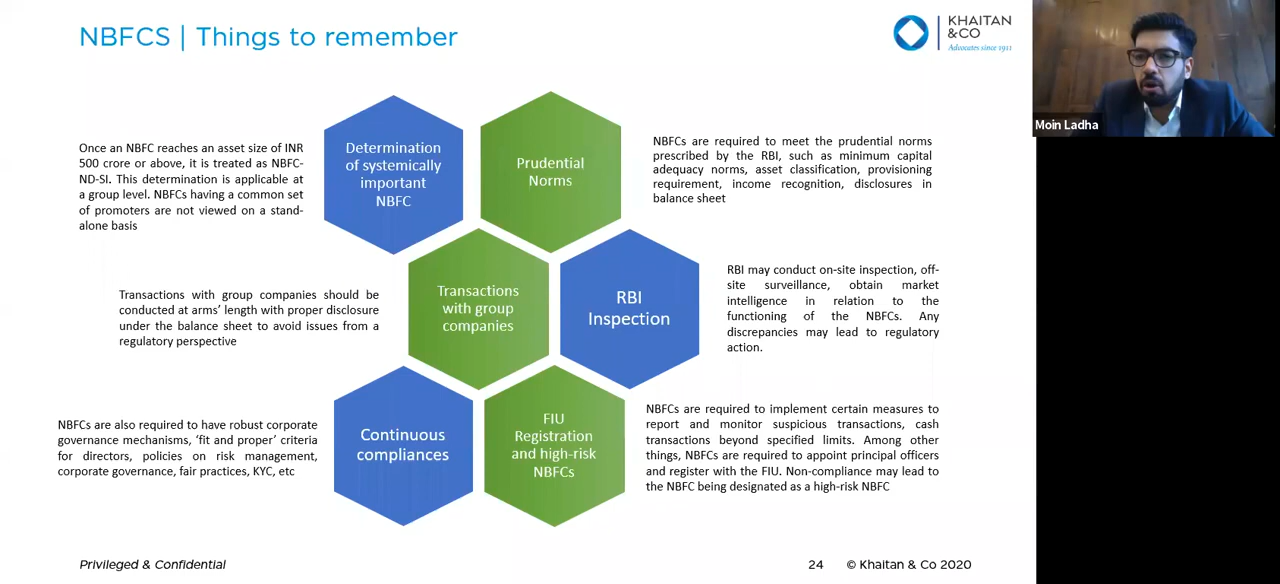 NBFCS | Things to remember
KHAITAN
&CO
Advocates since 1911
Moin Ladha
Once an NBFC reaches an asset size of INR
500 crore or above, it is treated as NBFC-
ND-SI. This determination is applicable at
a group level. NBFCs having a common set
of promoters are not viewed on a stand-
alone basis
Determination
of systemically
important
NBFC
Prudential
Norms
NBFCs are required to meet the prudential norms
prescribed by the RBI, such as minimum capital
adequacy norms, asset classification, provisioning
requirement, income recognition, disclosures in
balance sheet
Transactions with group companies should be
conducted at arms' length with proper disclosure
under the balance sheet to avoid issues from a
regulatory perspective
Transactions
with group
companies
RBI
Inspection
RBI may conduct on-site inspection, off-
site surveillance, obtain market
intelligence in relation to the
functioning of the NBFCs. Any
discrepancies may lead to regulatory
action.
NBFCs are also required to have robust corporate
governance mechanisms, 'fit and proper' criteria
for directors, policies on risk management,
corporate governance, fair practices, KYC, etc
Continuous
compliances
FIU
Registration
and high-risk
NBFCs
NBFCs are required to implement certain measures to
report and monitor suspicious transactions, cash
transactions beyond specified limits. Among other
things, NBFCs are required to appoint principal officers
and register with the FIU. Non-compliance may lead to
the NBFC being designated as a high-risk NBFC
Privileged & Confidential
24
© Khaitan & Co 2020